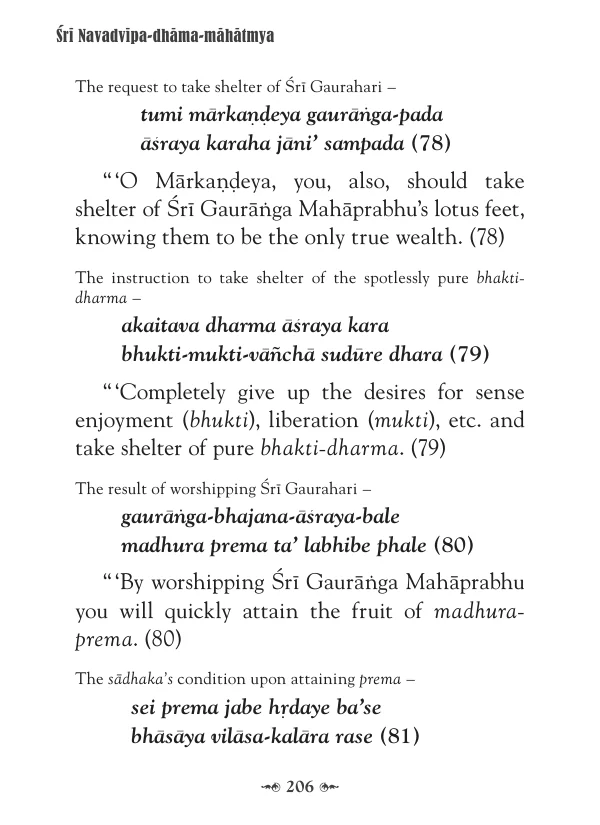 Śrī Navadvīpa-dhāma-māhātmya
The request to take shelter of Śrī Gaurahari –
tumi mārkaṇḍeya gaurāṅga-pada
āśraya karaha jāni’ sampada (78)
“ ‘O Mārkaṇḍeya, you, also, should take
shelter of Śrī Gaurāṅga Mahāprabhu’s lotus feet,
knowing them to be the only true wealth. (78)
The instruction to take shelter of the spotlessly pure bhakti-
dharma –
akaitava dharma āśraya kara
bhukti-mukti-vāñchā sudūre dhara (79)
“ ‘Completely give up the desires for sense
enjoyment (bhukti), liberation (mukti), etc. and
take shelter of pure bhakti-dharma. (79)
The result of worshipping Śrī Gaurahari –
gaurāṅga-bhajana-āśraya-bale
madhura prema ta’ labhibe phale (80)
“ ‘By worshipping Śrī Gaurāṅga Mahāprabhu
you will quickly attain the fruit of madhura-
prema. (80)
The sādhaka’s condition upon attaining prema –
sei prema jabe hṛdaye ba’se
bhāsāya vilāsa-kalāra rase (81)
206